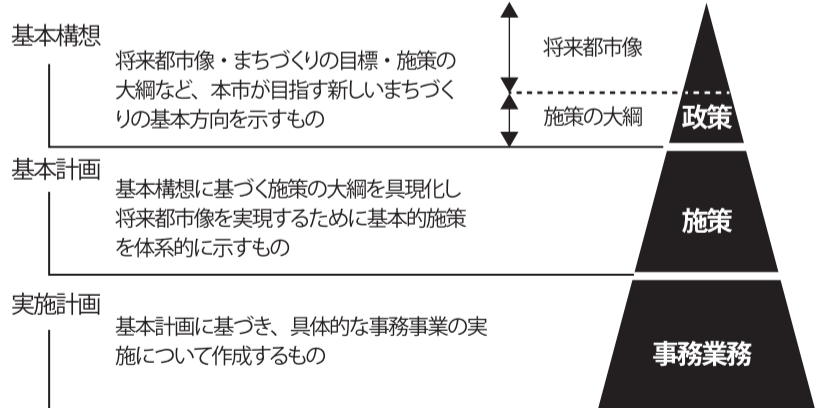 基本構想
将来都市像・まちづくりの目標・施策の
大綱など、本市が目指す新しいまちづく
りの基本方向を示すもの
将来都市像
施策の大綱
政策
基本計画
基本構想に基づく施策の大綱を具現化し
将来都市像を実現するために基本的施策
を体系的に示すもの
施策
実施計画
基本計画に基づき、具体的な事務事業の実
施について作成するもの
事務業務